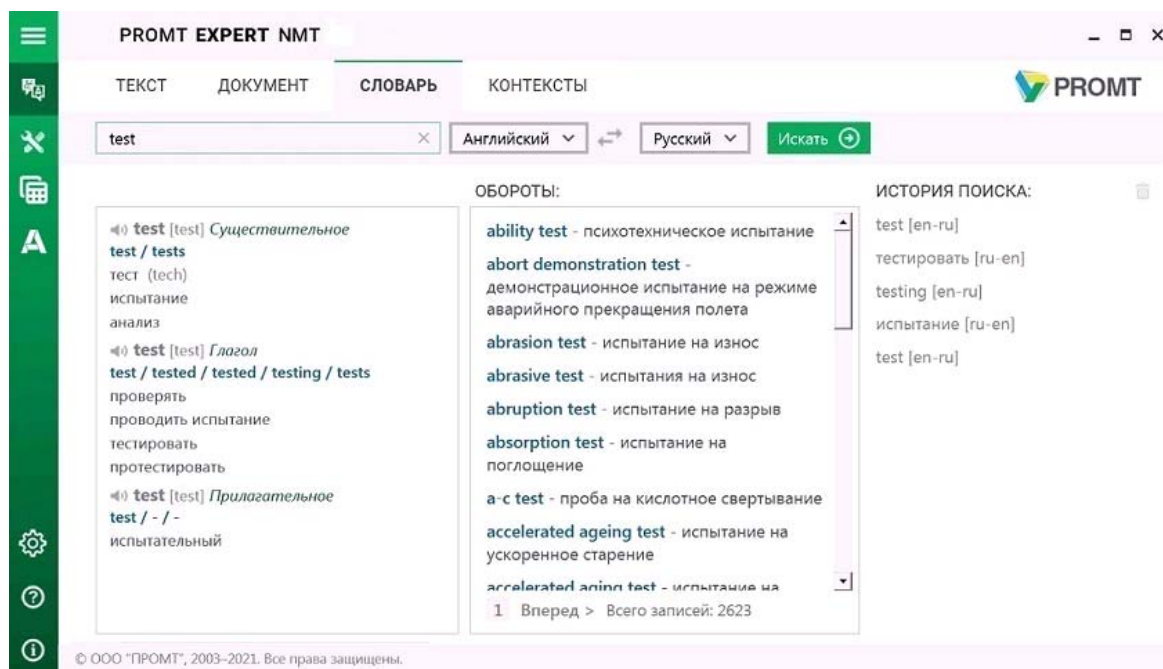 PROMT EXPERT NMT
ТЕКСТ ДОКУМЕНТ СЛОВАРЬ КОНТЕКСТЫ
PROMT
test
Английский
Русский
Искать
test [test] Существительное
test / tests
тест (tech)
испытание
анализ
test [test] Глагол
test / tested / tested / testing / tests
проверять
проводить испытание
тестировать
протестировать
test [test] Прилагательное
test / - / -
испытательный
ОБОРОТЫ:
ability test - психотехническое испытание
abort demonstration test -
демонстрационное испытание на режиме
аварийного прекращения полета
abrasion test - испытание на износ
abrasive test - испытания на износ
abruption test - испытание на разрыв
absorption test - испытание на
поглощение
a-c test - проба на кислотное свертывание
accelerated ageing test - испытание на
ускоренное старение
accelerated aging test - испытание на
1 Вперед > Всего записей: 2623
ИСТОРИЯ ПОИСКА:
test [en-ru]
тестировать [ru-en]
testing [en-ru]
испытание [ru-en]
test [en-ru]
© ООО "ПРОМТ", 2003–2021. Все права защищены.